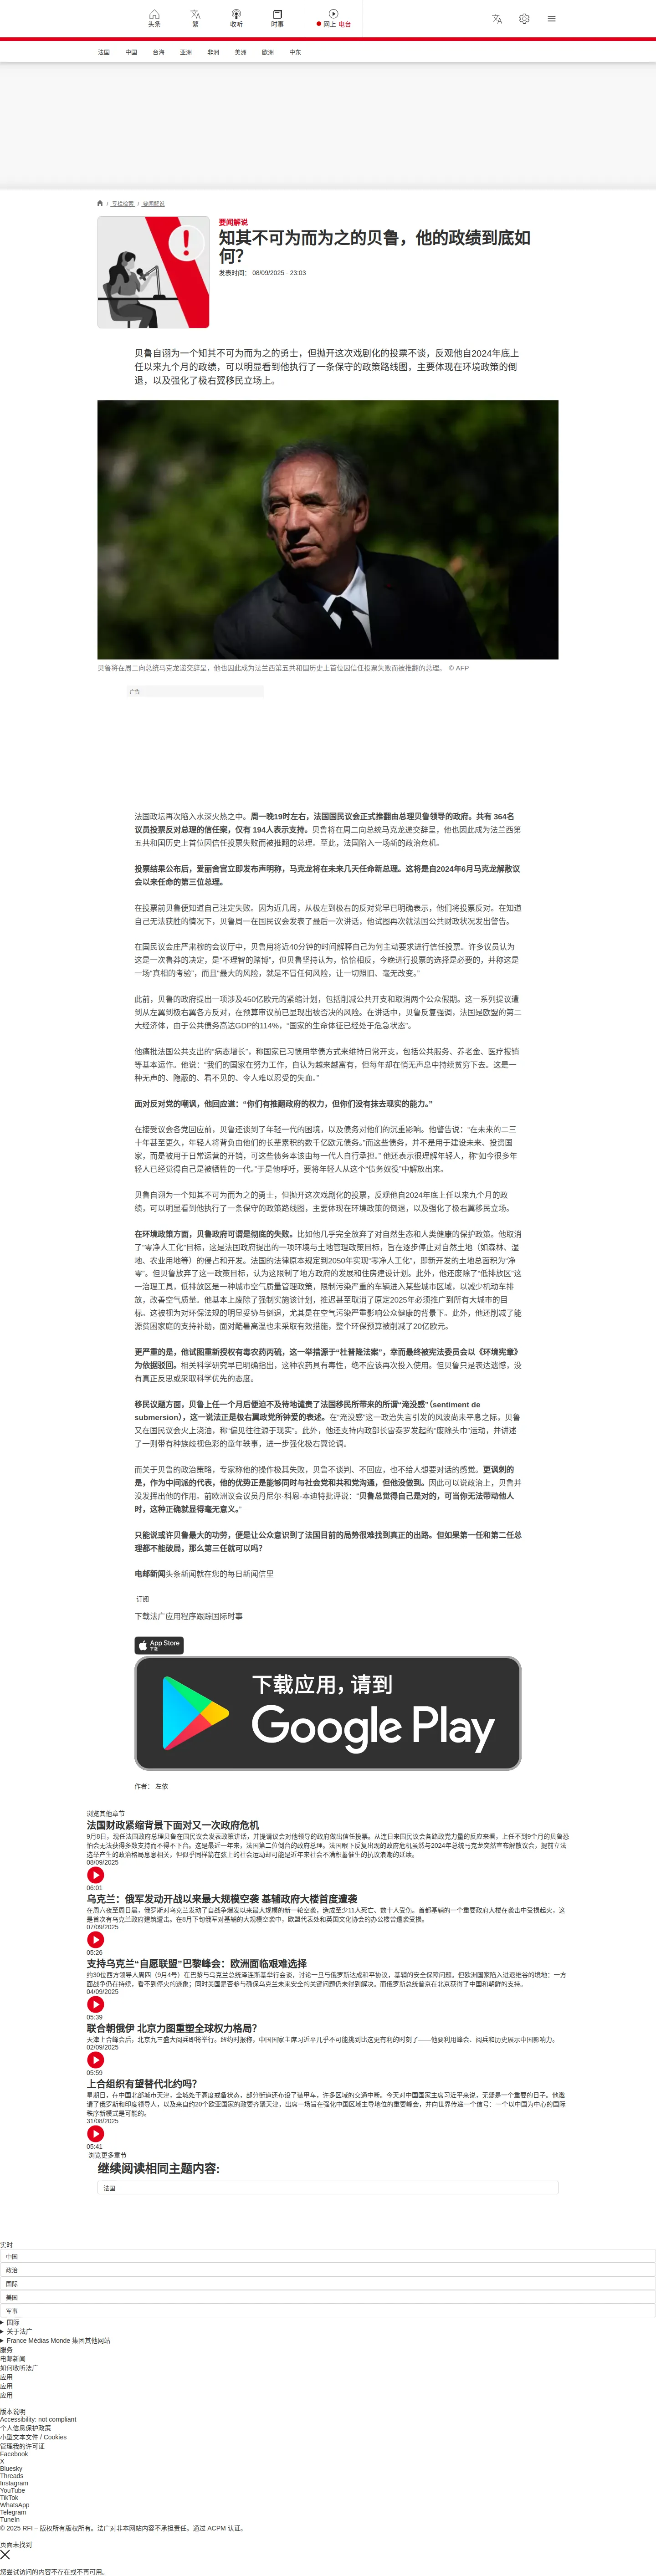 头条
繁
收听
时事
网上 电台
法国
中国
台海
亚洲
非洲
美洲
欧洲
中东
/ 专栏检索 / 要闻解说
要闻解说
知其不可为而为之的贝鲁，他的政绩到底如
何？
发表时间： 08/09/2025 - 23:03
贝鲁自诩为一个知其不可为而为之的勇士，但抛开这次戏剧化的投票不谈，反观他自2024年底上
任以来九个月的政绩，可以明显看到他执行了一条保守的政策路线图，主要体现在环境政策的倒
退，以及强化了极右翼移民立场上。
贝鲁将在周二向总统马克龙递交辞呈，他也因此成为法兰西第五共和国历史上首位因信任投票失败而被推翻的总理。 © AFP
广告
法国政坛再次陷入水深火热之中。周一晚19时左右，法国国民议会正式推翻由总理贝鲁领导的政府。共有 364名
议员投票反对总理的信任案，仅有 194人表示支持。贝鲁将在周二向总统马克龙递交辞呈，他也因此成为法兰西第
五共和国历史上首位因信任投票失败而被推翻的总理。至此，法国陷入一场新的政治危机。
投票结果公布后，爱丽舍宫立即发布声明称，马克龙将在未来几天任命新总理。这将是自2024年6月马克龙解散议
会以来任命的第三位总理。
在投票前贝鲁便知道自己注定失败。因为近几周，从极左到极右的反对党早已明确表示，他们将投票反对。在知道
自己无法获胜的情况下，贝鲁周一在国民议会发表了最后一次讲话，他试图再次就法国公共财政状况发出警告。
在国民议会庄严肃穆的会议厅中，贝鲁用将近40分钟的时间解释自己为何主动要求进行信任投票。许多议员认为
这是一次鲁莽的决定，是“不理智的赌博”，但贝鲁坚持认为，恰恰相反，今晚进行投票的选择是必要的，并称这是
一场“真相的考验”，而且“最大的风险，就是不冒任何风险，让一切照旧、毫无改变。”
此前，贝鲁的政府提出一项涉及450亿欧元的紧缩计划，包括削减公共开支和取消两个公众假期。这一系列提议遭
到从左翼到极右翼各方反对，在预算审议前已显现出被否决的风险。在讲话中，贝鲁反复强调，法国是欧盟的第二
大经济体，由于公共债务高达GDP的114%，“国家的生命体征已经处于危急状态”。
他痛批法国公共支出的“病态增长”，称国家已习惯用举债方式来维持日常开支，包括公共服务、养老金、医疗报销
等基本运作。他说：“我们的国家在努力工作，自认为越来越富有，但每年却在悄无声息中持续贫穷下去。这是一
种无声的、隐蔽的、看不见的、令人难以忍受的失血。”
面对反对党的嘲讽，他回应道：“你们有推翻政府的权力，但你们没有抹去现实的能力。”
在接受议会各党回应前，贝鲁还谈到了年轻一代的困境，以及债务对他们的沉重影响。他警告说：“在未来的二三
十年甚至更久，年轻人将背负由他们的长辈累积的数千亿欧元债务。”而这些债务，并不是用于建设未来、投资国
家，而是被用于日常运营的开销，可这些债务本该由每一代人自行承担。” 他还表示很理解年轻人，称“如今很多年
轻人已经觉得自己是被牺牲的一代。”于是他呼吁，要将年轻人从这个“债务奴役”中解放出来。
贝鲁自诩为一个知其不可为而为之的勇士，但抛开这次戏剧化的投票，反观他自2024年底上任以来九个月的政
绩，可以明显看到他执行了一条保守的政策路线图，主要体现在环境政策的倒退，以及强化了极右翼移民立场。
在环境政策方面，贝鲁政府可谓是彻底的失败。比如他几乎完全放弃了对自然生态和人类健康的保护政策。他取消
了“零净人工化”目标，这是法国政府提出的一项环境与土地管理政策目标，旨在逐步停止对自然土地（如森林、湿
地、农业用地等）的侵占和开发。法国的法律原本规定到2050年实现“零净人工化”，即新开发的土地总面积为“净
零”。但贝鲁放弃了这一政策目标，认为这限制了地方政府的发展和住房建设计划。此外，他还废除了“低排放区”这
一治理工具，低排放区是一种城市空气质量管理政策，限制污染严重的车辆进入某些城市区域，以减少机动车排
放，改善空气质量。他基本上废除了强制实施该计划，推迟甚至取消了原定2025年必须推广到所有大城市的目
标。这被视为对环保法规的明显妥协与倒退，尤其是在空气污染严重影响公众健康的背景下。此外，他还削减了能
源贫困家庭的支持补助，面对酷暑高温也未采取有效措施，整个环保预算被削减了20亿欧元。
更严重的是，他试图重新授权有毒农药丙硫，这一举措源于“杜普隆法案”，幸而最终被宪法委员会以《环境宪章》
为依据驳回。相关科学研究早已明确指出，这种农药具有毒性，绝不应该再次投入使用。但贝鲁只是表达遗憾，没
有真正反思或采取科学优先的态度。
移民议题方面，贝鲁上任一个月后便迫不及待地谴责了法国移民所带来的所谓“淹没感”（sentiment de
submersion），这一说法正是极右翼政党所钟爱的表述。在“淹没感”这一政治失言引发的风波尚未平息之际，贝鲁
又在国民议会火上浇油，称“偏见往往源于现实”。此外，他还支持内政部长雷泰罗发起的“废除头巾”运动，并讲述
了一则带有种族歧视色彩的童年轶事，进一步强化极右翼论调。
而关于贝鲁的政治策略，专家称他的操作极其失败，贝鲁不谈判、不回应，也不给人想要对话的感觉。更讽刺的
是，作为中间派的代表，他的优势正是能够同时与社会党和共和党沟通，但他没做到。因此可以说政治上，贝鲁并
没发挥出他的作用。前欧洲议会议员丹尼尔·科恩-本迪特批评说：“贝鲁总觉得自己是对的，可当你无法带动他人
时，这种正确就显得毫无意义。”
只能说或许贝鲁最大的功劳，便是让公众意识到了法国目前的局势很难找到真正的出路。但如果第一任和第二任总
理都不能破局，那么第三任就可以吗？
电邮新闻头条新闻就在您的每日新闻信里
订阅
下载法广应用程序跟踪国际时事
App Store
下载
下载应用，请到
Google Play
作者： 左依
浏览其他章节
法国财政紧缩背景下面对又一次政府危机
9月8日，现任法国政府总理贝鲁在国民议会发表政策讲话，并提请议会对他领导的政府做出信任投票。从连日来国民议会各路政党力量的反应来看，上任不到9个月的贝鲁恐
怕会无法获得多数支持而不得不下台。这是最近一年来，法国第二位倒台的政府总理。法国眼下反复出现的政府危机虽然与2024年总统马克龙突然宣布解散议会，提前立法
选举产生的政治格局息息相关，但似乎同样箭在弦上的社会运动却可能是近年来社会不满积蓄催生的抗议浪潮的延续。
08/09/2025
06:01
乌克兰：俄军发动开战以来最大规模空袭 基辅政府大楼首度遭袭
在周六夜至周日晨，俄罗斯对乌克兰发动了自战争爆发以来最大规模的新一轮空袭，造成至少11人死亡、数十人受伤。首都基辅的一个重要政府大楼在袭击中受损起火，这
是首次有乌克兰政府建筑遭击。在8月下旬俄军对基辅的大规模空袭中，欧盟代表处和英国文化协会的办公楼曾遭袭受损。
07/09/2025
05:26
支持乌克兰“自愿联盟”巴黎峰会：欧洲面临艰难选择
约30位西方领导人周四（9月4号）在巴黎与乌克兰总统泽连斯基举行会谈，讨论一旦与俄罗斯达成和平协议，基辅的安全保障问题。但欧洲国家陷入进退维谷的境地：一方
面战争仍在持续，看不到停火的迹象；同时美国是否参与确保乌克兰未来安全的关键问题仍未得到解决。而俄罗斯总统普京在北京获得了中国和朝鲜的支持。
04/09/2025
05:39
联合朝俄伊 北京力图重塑全球权力格局？
天津上合峰会后，北京九三盛大阅兵即将举行。纽约时报称，中国国家主席习近平几乎不可能挑到比这更有利的时刻了——他要利用峰会、阅兵和历史展示中国影响力。
02/09/2025
05:59
上合组织有望替代北约吗？
星期日，在中国北部城市天津，全城处于高度戒备状态，部分街道还布设了装甲车，许多区域的交通中断。今天对中国国家主席习近平来说，无疑是一个重要的日子。他邀
请了俄罗斯和印度领导人，以及来自约20个欧亚国家的政要齐聚天津，出席一场旨在强化中国区域主导地位的重要峰会，并向世界传递一个信号：一个以中国为中心的国际
秩序新模式是可能的。
31/08/2025
05:41
浏览更多章节
继续阅读相同主题内容:
法国
实时
中国
政治
国际
美国
军事
国际
关于法广
France Médias Monde 集团其他网站
服务
电邮新闻
如何收听法广
应用
应用
应用
版本说明
Accessibility: not compliant
个人信息保护政策
小型文本文件 / Cookies
管理我的许可证
Facebook
X
Bluesky
Threads
Instagram
YouTube
TikTok
WhatsApp
Telegram
TuneIn
© 2025 RFI – 版权所有版权所有。法广对非本网站内容不承担责任。通过 ACPM 认证。
页面未找到
您尝试访问的内容不存在或不再可用。